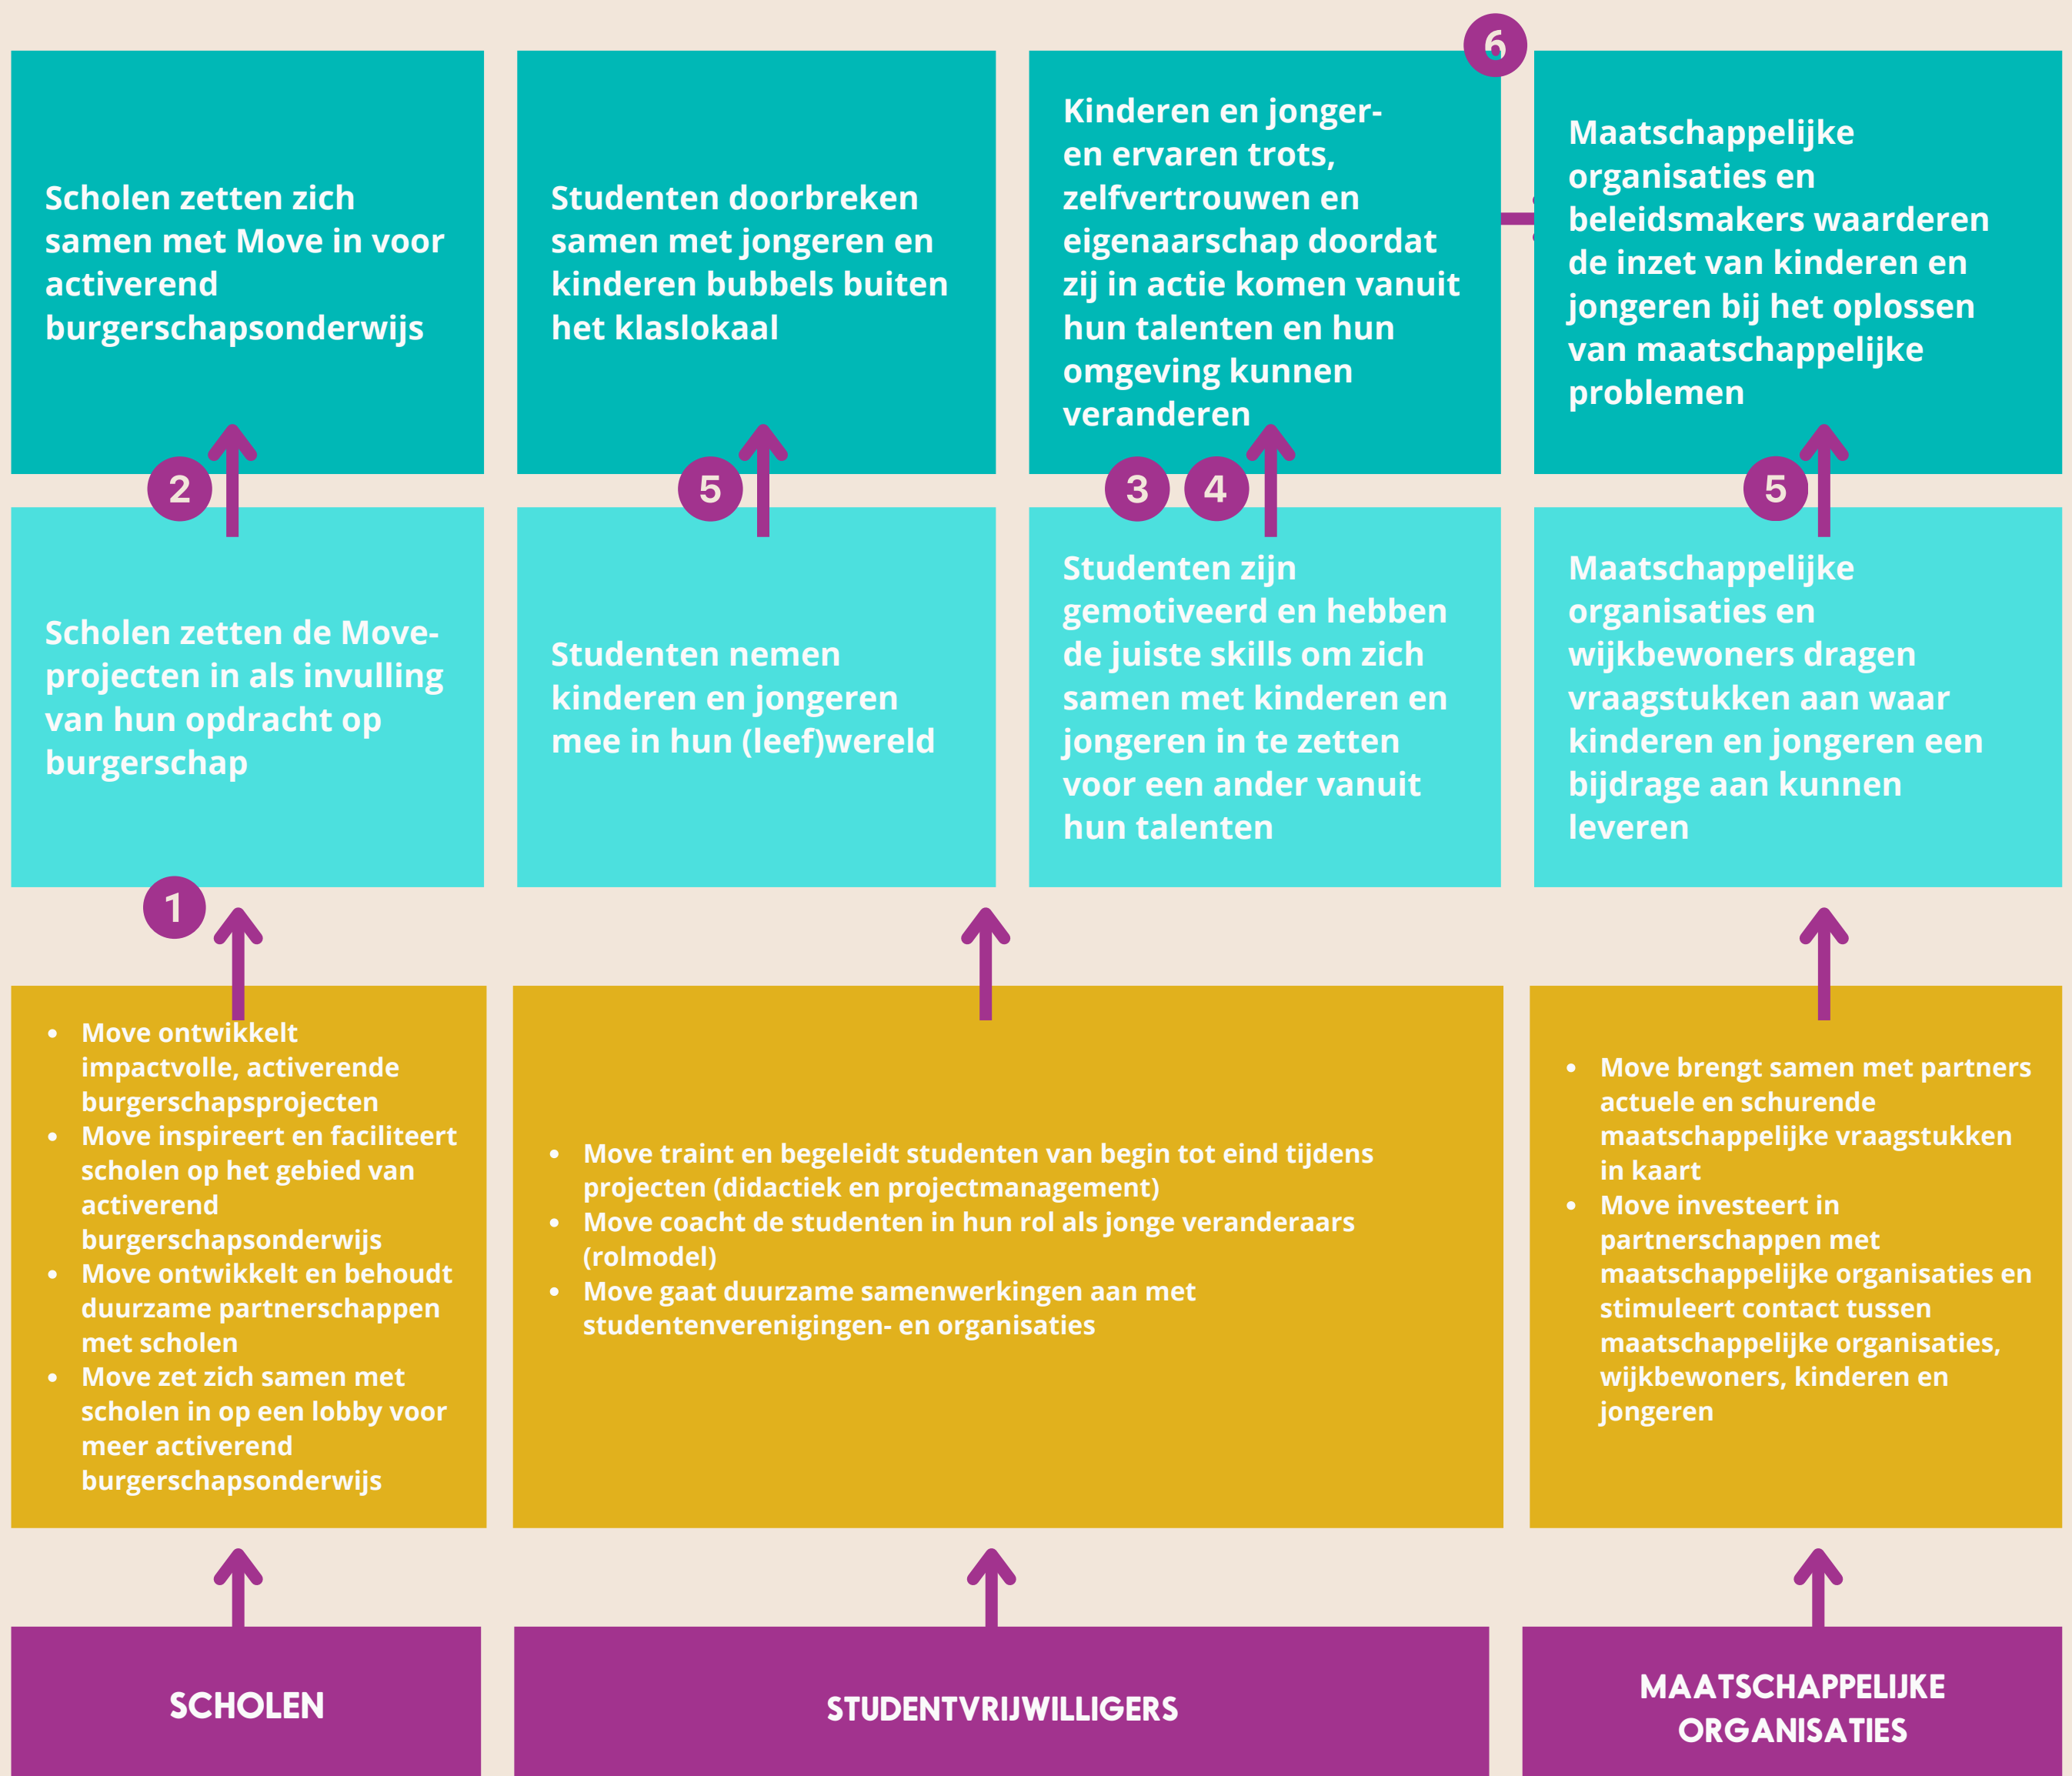 6
Scholen zetten zich
samen met Move in voor
activerend
burgerschapsonderwijs
Studenten doorbreken
samen met jongeren en
kinderen bubbels buiten
het klaslokaal
Kinderen en jonger-
en ervaren trots,
zelfvertrouwen en
eigenaarschap doordat
zij in actie komen vanuit
hun talenten en hun
omgeving kunnen
veranderen
Maatschappelijke
organisaties en
beleidsmakers waarderen
de inzet van kinderen en
jongeren bij het oplossen
van maatschappelijke
problemen
2
5
3
4
5
Scholen zetten de Move-
projecten in als invulling
van hun opdracht op
burgerschap
Studenten nemen
kinderen en jongeren
mee in hun (leef)wereld
Studenten zijn
gemotiveerd en hebben
de juiste skills om zich
samen met kinderen en
jongeren in te zetten
voor een ander vanuit
hun talenten
Maatschappelijke
organisaties en
wijkbewoners dragen
vraagstukken aan waar
kinderen en jongeren een
bijdrage aan kunnen
leveren
1
• Move ontwikkelt
impactvolle, activerende
burgerschapsprojecten
• Move inspireert en faciliteert
scholen op het gebied van
activerend
burgerschapsonderwijs
• Move ontwikkelt en behoudt
duurzame partnerschappen
met scholen
• Move zet zich samen met
scholen in op een lobby voor
meer activerend
burgerschapsonderwijs
• Move traint en begeleidt studenten van begin tot eind tijdens
projecten (didactiek en projectmanagement)
• Move coacht de studenten in hun rol als jonge veranderaars
(rolmodel)
• Move gaat duurzame samenwerkingen aan met
studentenverenigingen- en organisaties
• Move brengt samen met partners
actuele en schurende
maatschappelijke vraagstukken
in kaart
• Move investeert in
partnerschappen met
maatschappelijke organisaties en
stimuleert contact tussen
maatschappelijke organisaties,
wijkbewoners, kinderen en
jongeren
SCHOLEN
STUDENTVRIJWILLIGERS
MAATSCHAPPELIJKE
ORGANISATIES